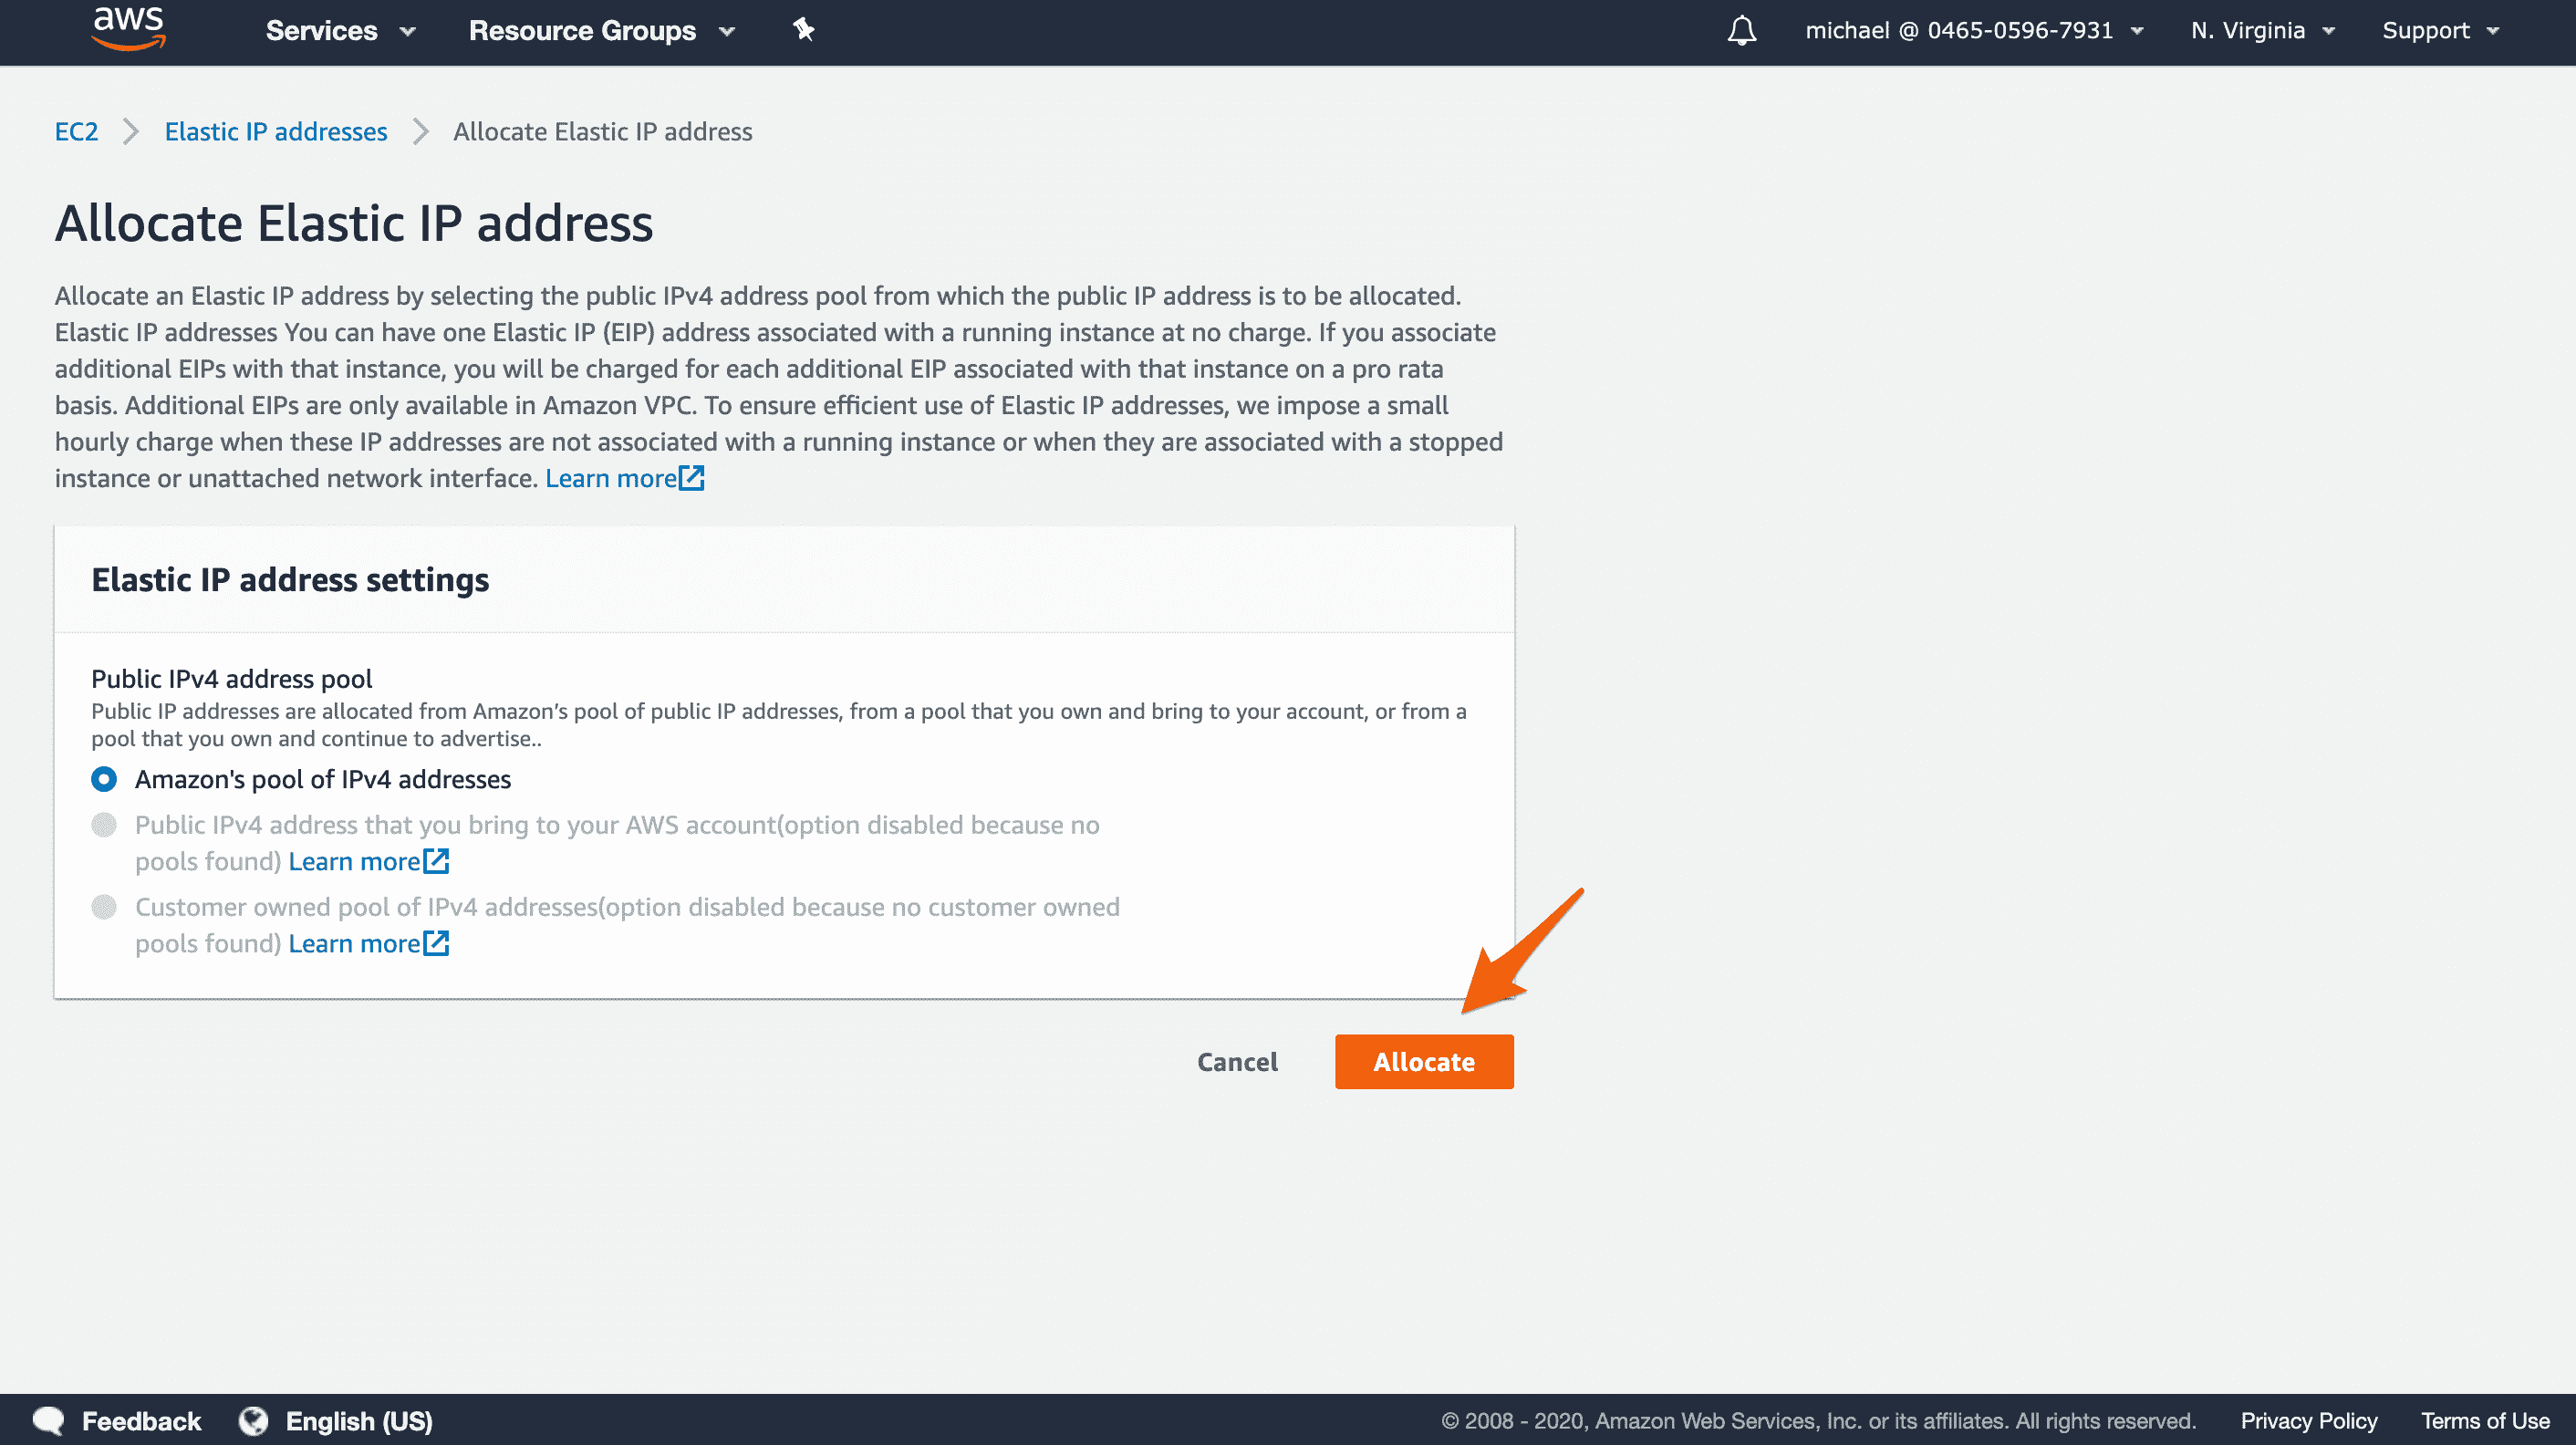 aws
Services
Resource Groups
michael @ 0465-0596-7931
N. Virginia
Support
EC2
Elastic IP addresses
Allocate Elastic IP address
Allocate Elastic IP address
Allocate an Elastic IP address by selecting the public IPv4 address pool from which the public IP address is to be allocated.
Elastic IP addresses You can have one Elastic IP (EIP) address associated with a running instance at no charge. If you associate
additional EIPs with that instance, you will be charged for each additional EIP associated with that instance on a pro rata
basis. Additional EIPs are only available in Amazon VPC. To ensure efficient use of Elastic IP addresses, we impose a small
hourly charge when these IP addresses are not associated with a running instance or when they are associated with a stopped
instance or unattached network interface. Learn more
Elastic IP address settings
Public IPv4 address pool
Public IP addresses are allocated from Amazon’s pool of public IP addresses, from a pool that you own and bring to your account, or from a
pool that you own and continue to advertise..
Amazon's pool of IPv4 addresses
Public IPv4 address that you bring to your AWS account(option disabled because no
pools found) Learn more
Customer owned pool of IPv4 addresses(option disabled because no customer owned
pools found) Learn more
Cancel
Allocate
Feedback
English (US)
© 2008 - 2020, Amazon Web Services, Inc. or its affiliates. All rights reserved.
Privacy Policy
Terms of Use